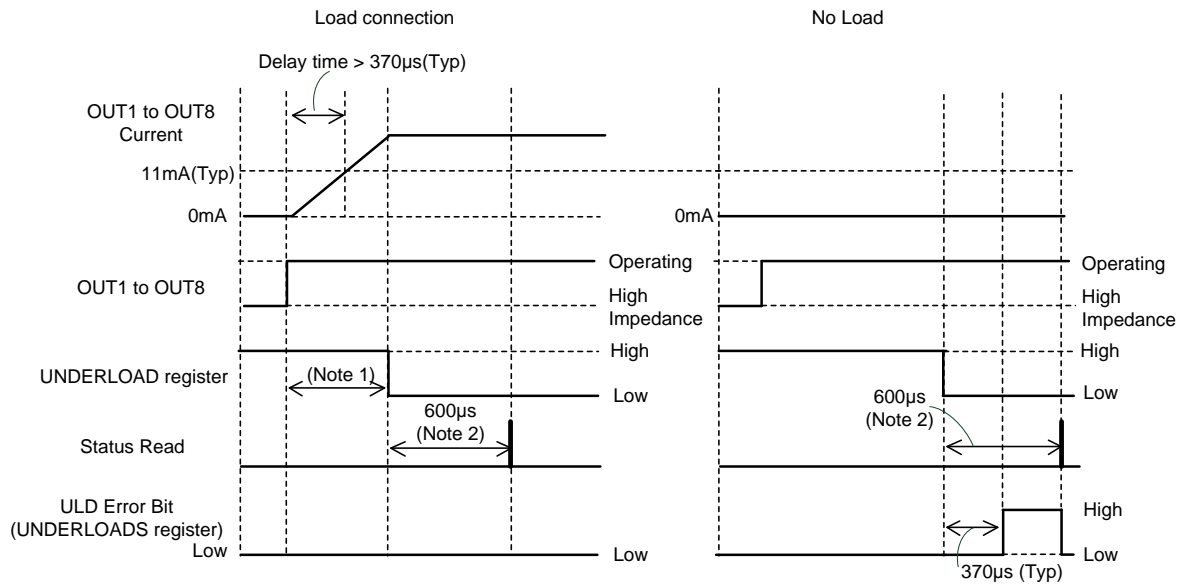 Load connection
No Load
Delay time > 370µs(Typ)
OUT1 to OUT8
Current
11mA(Typ)
0mA
0mA
OUT1 to OUT8
Operating
High
Impedance
Operating
High
Impedance
UNDERLOAD register
(Note 1)
High
Low
High
Low
Status Read
600µs
(Note 2)
600µs
(Note 2)
ULD Error Bit
(UNDERLOADS register)
Low
Low
High
Low
370µs (Typ)